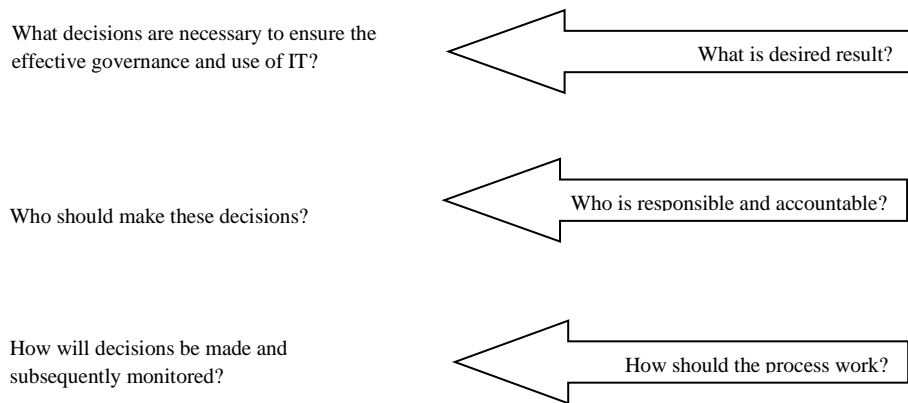 What decisions are necessary to ensure the
effective governance and use of IT?
What is desired result?
Who should make these decisions?
Who is responsible and accountable?
How will decisions be made and
subsequently monitored?
How should the process work?